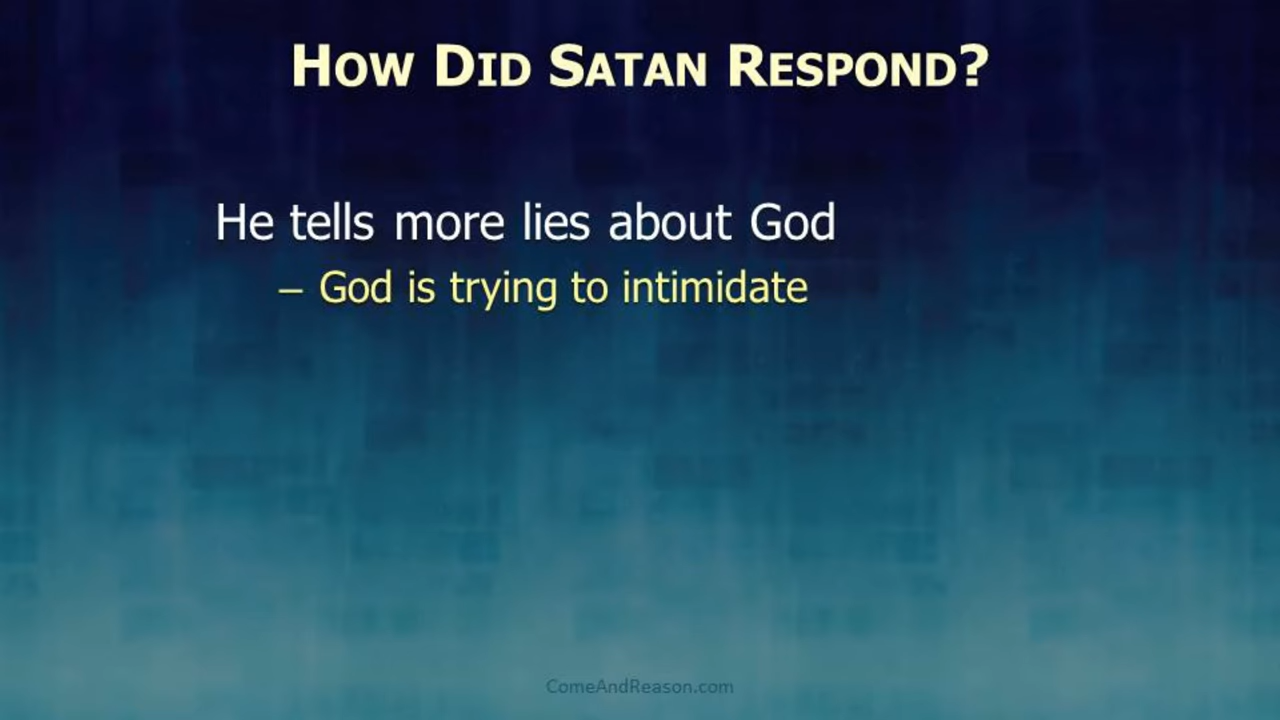 How Did Satan Respond?
He tells more lies about God
– God is trying to intimidate
ComeAndReason.com